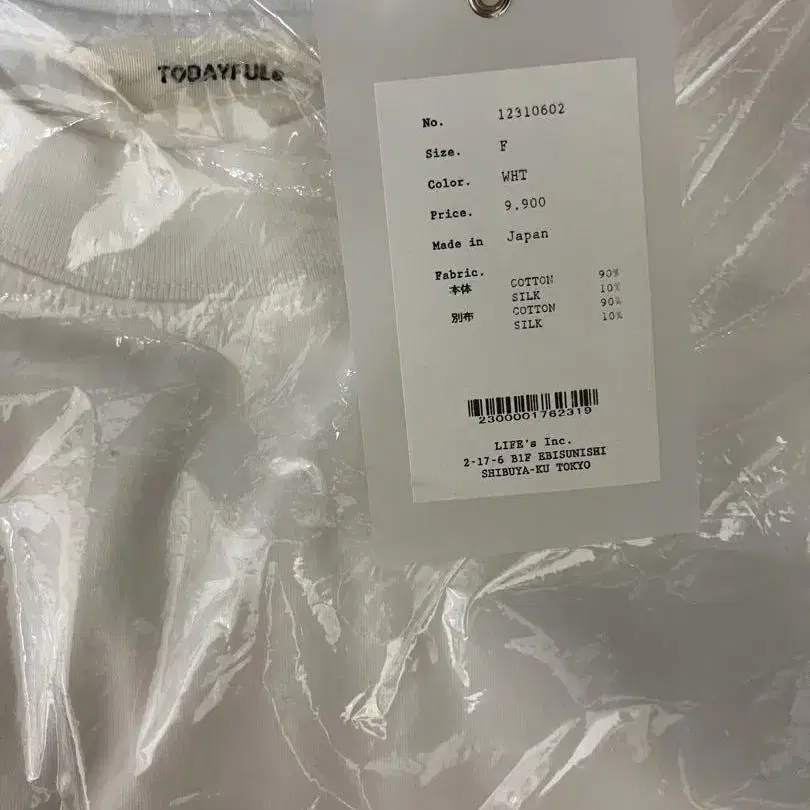 TODAYFUL
No. 12310602
Size. F
Color. WHT
Price. 9,900
Made in Japan
Fabric.
本体 COTTON 90%
SILK 10%
別布 COTTON 90%
SILK 10%
2300001762319
LIFE's Inc.
2-17-6 B1F EBISUNISHI
SHIBUYA-KU TOKYO